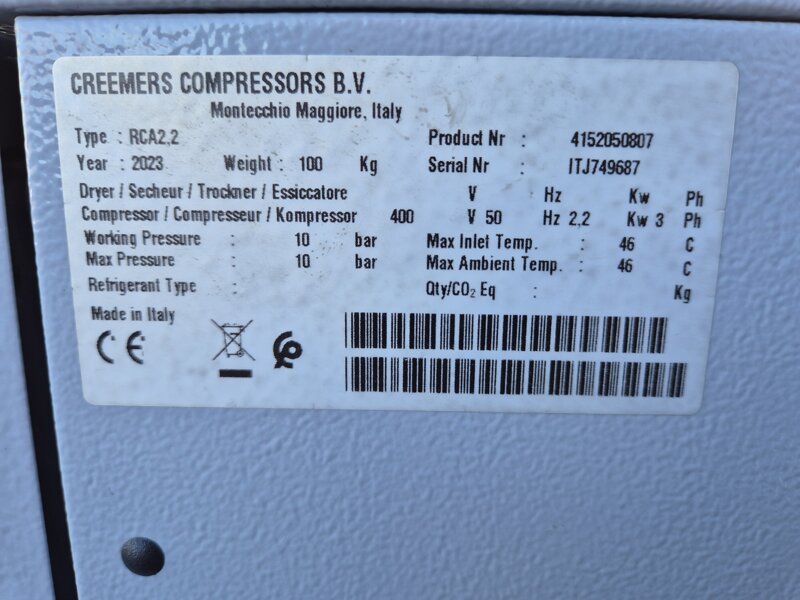 CREEMERS COMPRESSORS B.V.
Montecchio Maggiore, Italy
Type : RCA2,2 Product Nr : 4152050807
Year : 2023 Weight : 100 Kg Serial Nr : ITJ749687
Dryer / Secheur / Trockner / Essiccatore V Hz Kw Ph
Compressor / Compresseur / Kompressor 400 V 50 Hz 2,2 Kw 3 Ph
Working Pressure : 10 bar Max Inlet Temp. : 46 C
Max Pressure : 10 bar Max Ambient Temp. : 46 C
Refrigerant Type : Qty/CO₂ Eq : Kg
Made in Italy
CE